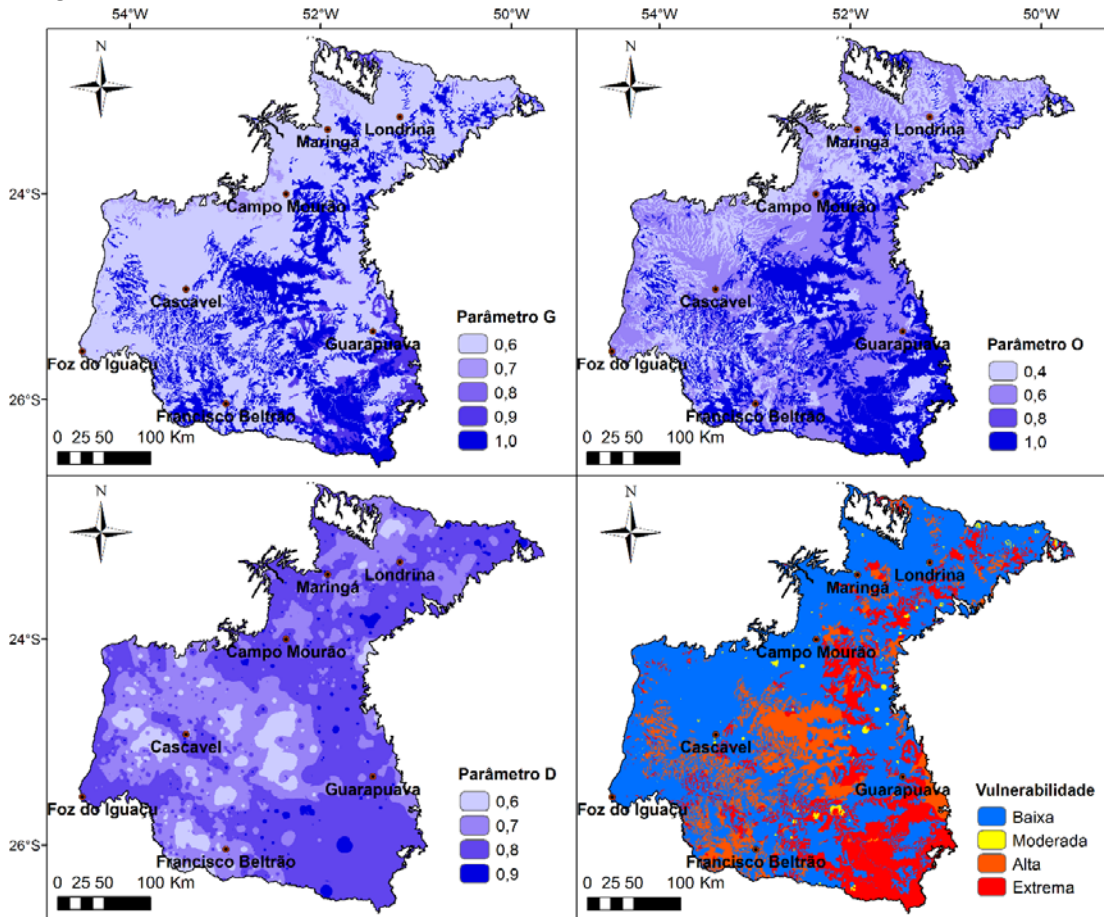 54°W 52°W 50°W 54°W 52°W 50°W
N
Londrina
Maringá
24°S
Campo Mourão
Cascavel
Guarapuava
Foz do Iguaçu
26°S
Francisco Beltrão
0 25 50 100 Km
Parâmetro G
0,6
0,7
0,8
0,9
1,0
N
Londrina
Maringá
Campo Mourão
Cascavel
Guarapuava
Foz do Iguaçu
Francisco Beltrão
0 25 50 100 Km
Parâmetro O
0,4
0,6
0,8
1,0
N
Londrina
Maringá
24°S
Campo Mourão
Cascavel
Guarapuava
Foz do Iguaçu
26°S
Francisco Beltrão
0 25 50 100 Km
Parâmetro D
0,6
0,7
0,8
0,9
N
Londrina
Maringá
Campo Mourão
Cascavel
Guarapuava
Foz do Iguaçu
Francisco Beltrão
0 25 50 100 Km
Vulnerabilidade
Baixa
Moderada
Alta
Extrema